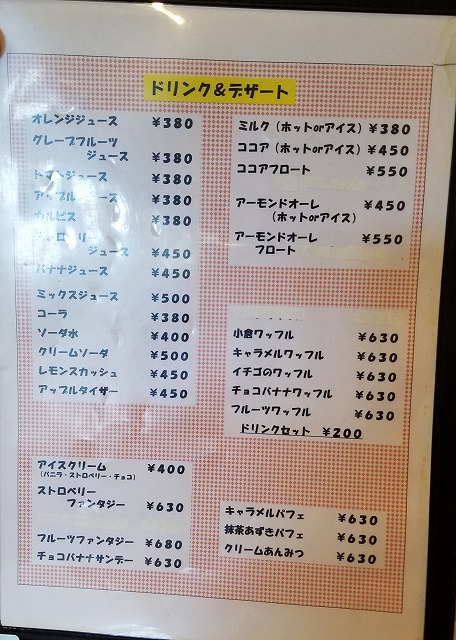 ドリンク&デザート
オレンジジュース ¥380
グレープフルーツ
ジュース ¥380
トマトジュース ¥380
アップルジュース ¥380
カルピス ¥380
ストロベリー
ジュース ¥450
バナナジュース ¥450
ミックスジュース ¥500
コーラ ¥380
ソーダ水 ¥400
クリームソーダ ¥500
レモンスカッシュ ¥450
アップルタイザー ¥450
アイスクリーム ¥400
(バニラ・ストロベリー・チョコ)
ストロベリー
ファンタジー ¥630
フルーツファンタジー ¥680
チョコバナナサンデー ¥630
ミルク(ホットorアイス) ¥380
ココア(ホットorアイス) ¥450
ココアフロート ¥550
アーモンドオーレ ¥450
(ホットorアイス)
アーモンドオーレ ¥550
フロート
小倉ワッフル ¥630
キャラメルワッフル ¥630
イチゴのワッフル ¥630
チョコバナナワッフル ¥630
フルーツワッフル ¥630
ドリンクセット ¥200
キャラメルパフェ ¥630
抹茶あずきパフェ ¥630
クリームあんみつ ¥630